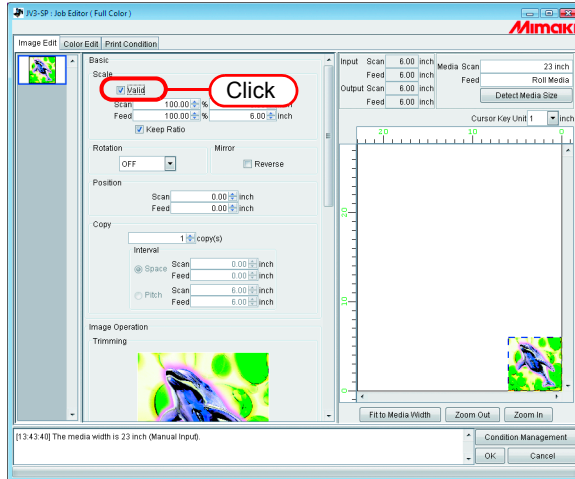 JV3-SP : Job Editor ( Full Color )
Mimaki
Image Edit Color Edit Print Condition
Basic
Scale
Valid
Click
Scan 100.00 % inch
Feed 100.00 % 6.00 inch
Keep Ratio
Rotation Mirror
OFF Reverse
Position
Scan 0.00 inch
Feed 0.00 inch
Copy
1 copy(s)
Interval
Space Scan 0.00 inch
Feed 0.00 inch
Pitch Scan 6.00 inch
Feed 6.00 inch
Image Operation
Trimming
Input Scan 6.00 inch Media Scan 23 inch
Feed 6.00 inch Feed Roll Media
Output Scan 6.00 inch Detect Media Size
Feed 6.00 inch
Cursor Key Unit 1 inch
20 10 0
20
10
0
Fit to Media Width Zoom Out Zoom In
[13:43:40] The media width is 23 inch (Manual Input).
Condition Management
OK Cancel